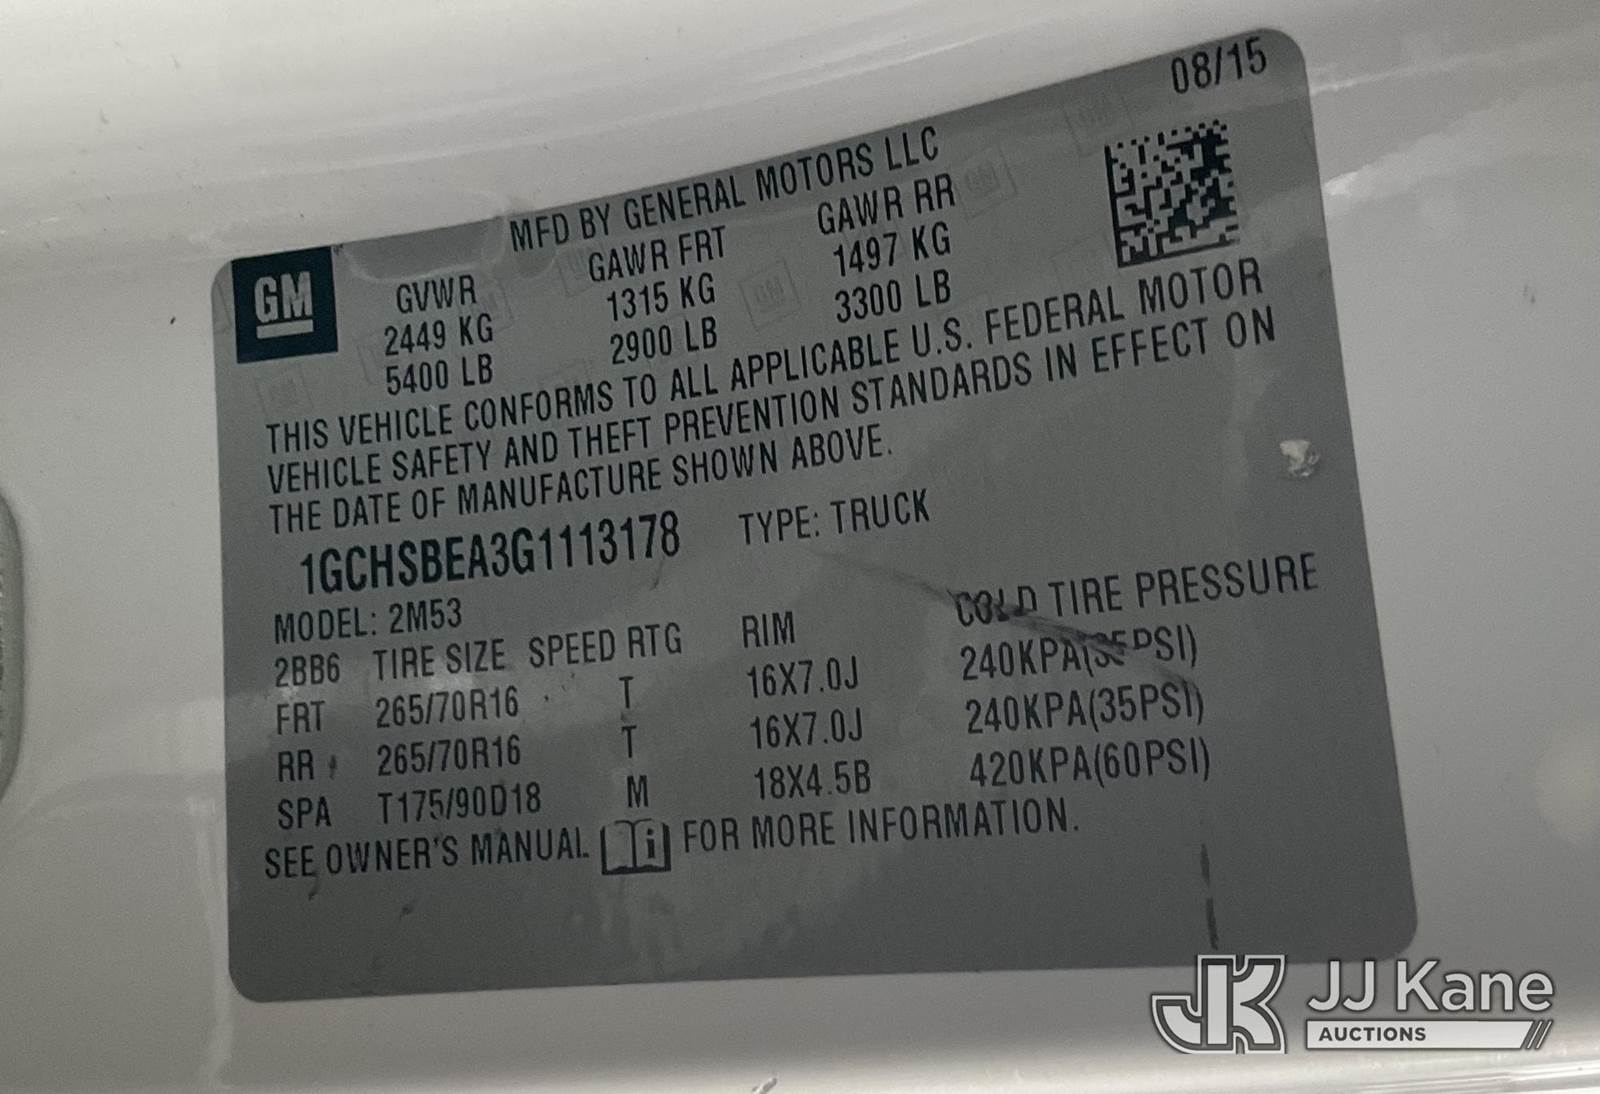 08/15
MFD BY GENERAL MOTORS LLC
GM
GVWR GAWR FRT GAWR RR
2449 KG 1315 KG 1497 KG
5400 LB 2900 LB 3300 LB
THIS VEHICLE CONFORMS TO ALL APPLICABLE U.S. FEDERAL MOTOR
VEHICLE SAFETY AND THEFT PREVENTION STANDARDS IN EFFECT ON
THE DATE OF MANUFACTURE SHOWN ABOVE.
1GCHSBEA3G1113178 TYPE: TRUCK
MODEL: 2M53
2BB6 TIRE SIZE SPEED RTG RIM COLD TIRE PRESSURE
FRT 265/70R16 T 16X7.0J 240KPA(35PSI)
RR 265/70R16 T 16X7.0J 240KPA(35PSI)
SPA T175/90D18 M 18X4.5B 420KPA(60PSI)
SEE OWNER'S MANUAL i FOR MORE INFORMATION.
JK JJ Kane
AUCTIONS